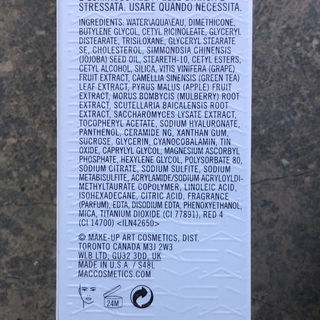 STRESSATA. USARE QUANDO NECESSITA.
INGREDIENTS: WATER\AQUA\EAU, DIMETHICONE,
BUTYLENE GLYCOL, CETYL RICINOLEATE, GLYCERYL
DISTEARATE, TRISILOXANE, GLYCERYL STEARATE
SE, CHOLESTEROL, SIMMONDSIA CHINENSIS
(JOJOBA) SEED OIL, STEARETH-10, CETYL ESTERS,
CETYL ALCOHOL, SILICA, VITIS VINIFERA (GRAPE)
FRUIT EXTRACT, CAMELLIA SINENSIS (GREEN TEA)
LEAF EXTRACT, PYRUS MALUS (APPLE) FRUIT
EXTRACT, MORUS BOMBYCIS (MULBERRY) ROOT
EXTRACT, SCUTELLARIA BAICALENSIS ROOT
EXTRACT, SACCHAROMYCES LYSATE EXTRACT,
TOCOPHERYL ACETATE, SODIUM HYALURONATE,
PANTHENOL, CERAMIDE NG, XANTHAN GUM,
SUCROSE, GLYCERIN, CYANOCOBALAMIN, TIN
OXIDE, CAPRYLYL GLYCOL, MAGNESIUM ASCORBYL
PHOSPHATE, HEXYLENE GLYCOL, POLYSORBATE 80,
SODIUM CITRATE, SODIUM SULFITE, SODIUM
METABISULFITE, ACRYLAMIDE/SODIUM ACRYLOYLDI-
METHYLTAURATE COPOLYMER, LINOLEIC ACID,
ISOHEXADECANE, CITRIC ACID, FRAGRANCE
(PARFUM), EDTA, DISODIUM EDTA, PHENOXYETHANOL,
MICA, TITANIUM DIOXIDE (CI 77891), RED 4
(CI 14700) <ILN42650>
© MAKE-UP ART COSMETICS, DIST.
TORONTO CANADA M3J 2W3
WLB LTD, GU32 3DD, UK
MADE IN U.S.A. / S48L
MACCOSMETICS.COM
24M